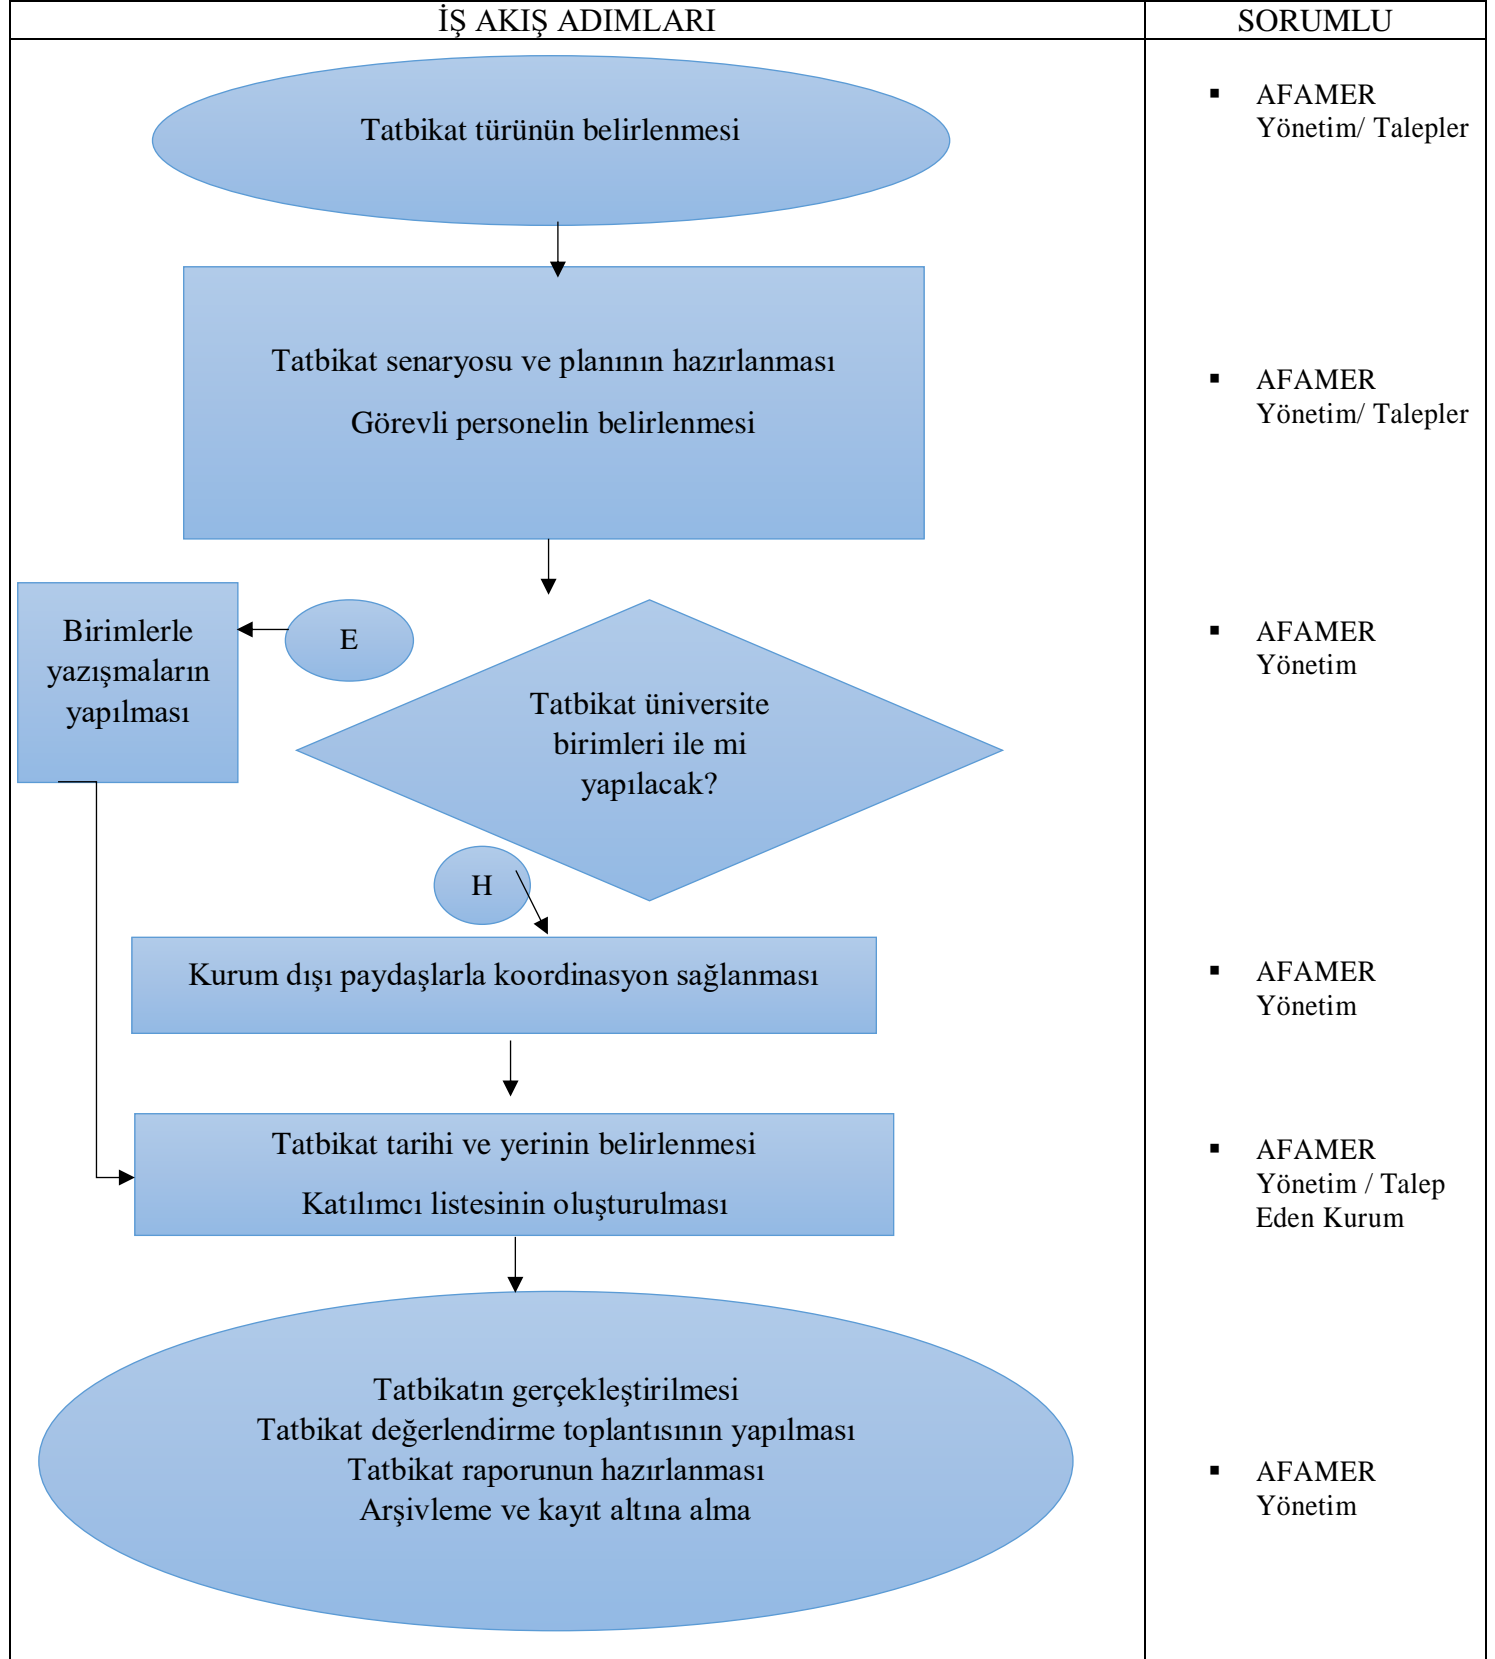 İŞ AKIŞ ADIMLARI
SORUMLU
Tatbikat türünün belirlenmesi
▪ AFAMER
Yönetim/ Talepler
Tatbikat senaryosu ve planının hazırlanması
Görevli personelin belirlenmesi
▪ AFAMER
Yönetim/ Talepler
Birimlerle
yazışmaların
yapılması
E
Tatbikat üniversite
birimleri ile mi
yapılacak?
▪ AFAMER
Yönetim
H
Kurum dışı paydaşlarla koordinasyon sağlanması
▪ AFAMER
Yönetim
Tatbikat tarihi ve yerinin belirlenmesi
Katılımcı listesinin oluşturulması
▪ AFAMER
Yönetim / Talep
Eden Kurum
Tatbikatın gerçekleştirilmesi
Tatbikat değerlendirme toplantısının yapılması
Tatbikat raporunun hazırlanması
Arşivleme ve kayıt altına alma
▪ AFAMER
Yönetim